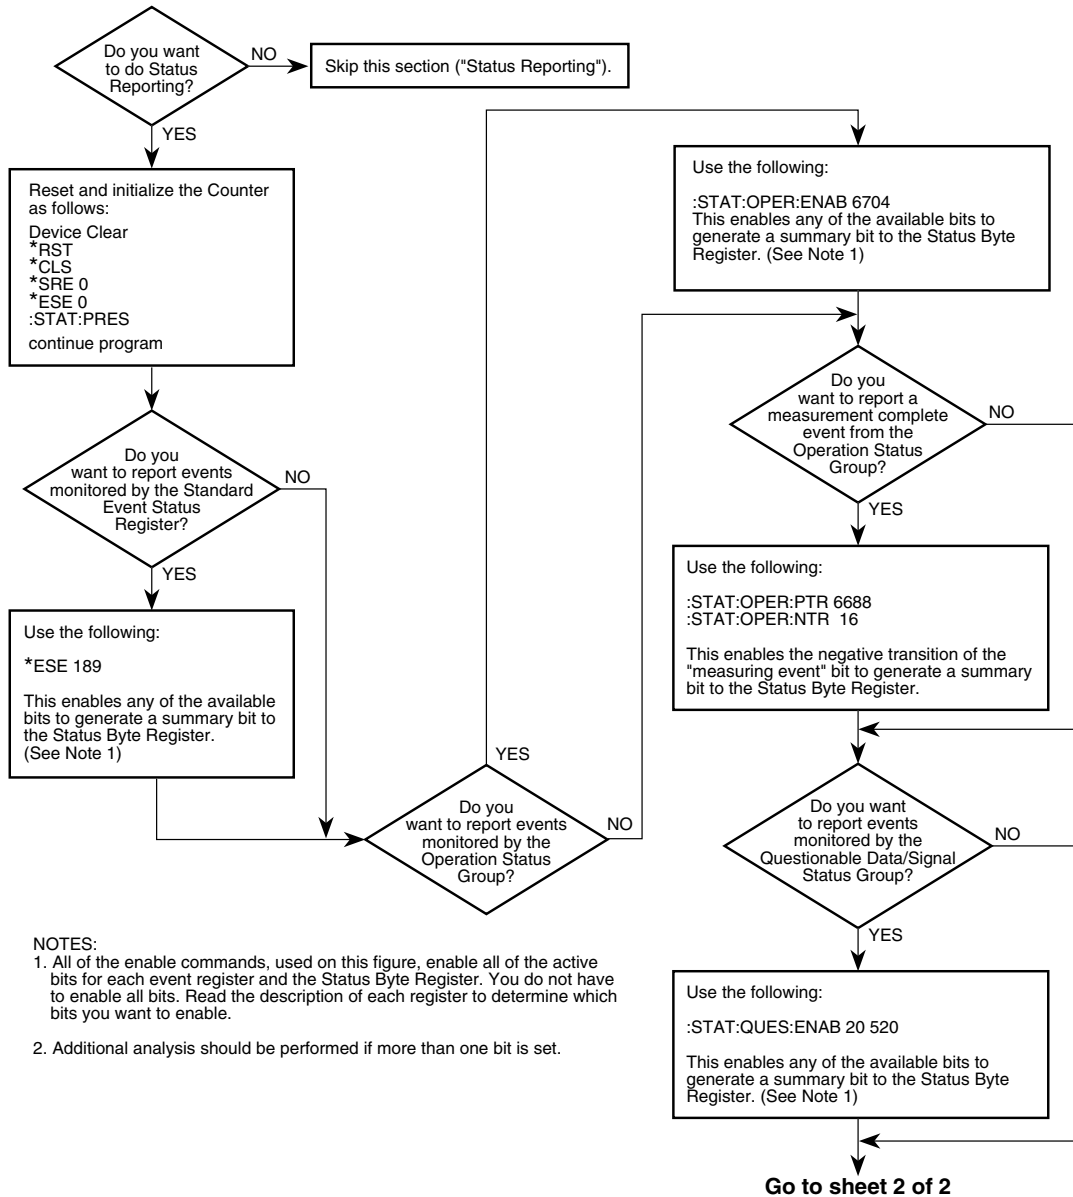 Do you want
to do Status
Reporting?
NO
Skip this section ("Status Reporting").
YES
Reset and initialize the Counter
as follows:
Device Clear
*RST
*CLS
*SRE 0
*ESE 0
:STAT:PRES
continue program
Do you
want to report events
monitored by the Standard
Event Status
Register?
NO
YES
Use the following:
*ESE 189
This enables any of the available
bits to generate a summary bit to
the Status Byte Register.
(See Note 1)
Do you
want to report events
monitored by the
Operation Status
Group?
YES
NO
Use the following:
:STAT:OPER:ENAB 6704
This enables any of the available bits to
generate a summary bit to the Status Byte
Register. (See Note 1)
Do you
want to report a
measurement complete
event from the
Operation Status
Group?
NO
YES
Use the following:
:STAT:OPER:PTR 6688
:STAT:OPER:NTR 16
This enables the negative transition of the
"measuring event" bit to generate a summary
bit to the Status Byte Register.
Do you want
to report events
monitored by the
Questionable Data/Signal
Status Group?
NO
YES
Use the following:
:STAT:QUES:ENAB 20 520
This enables any of the available bits to
generate a summary bit to the Status Byte
Register. (See Note 1)
Go to sheet 2 of 2
NOTES:
1. All of the enable commands, used on this figure, enable all of the active
bits for each event register and the Status Byte Register. You do not have
to enable all bits. Read the description of each register to determine which
bits you want to enable.
2. Additional analysis should be performed if more than one bit is set.